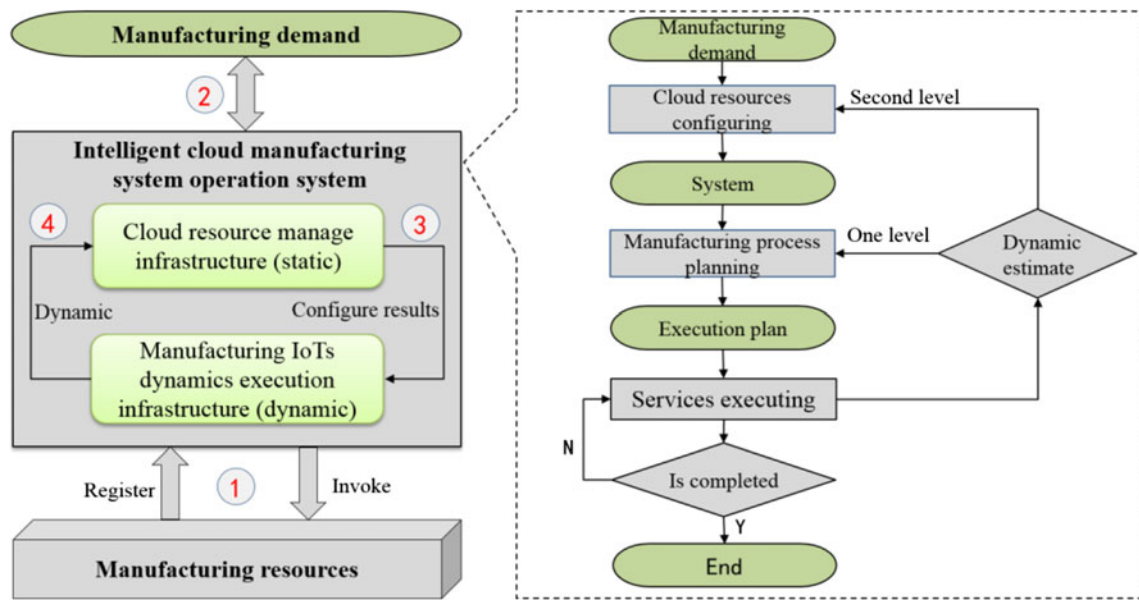 Manufacturing demand
2
Intelligent cloud manufacturing
system operation system
4
3
Cloud resource manage
infrastructure (static)
Dynamic
Configure results
Manufacturing IoTs
dynamics execution
infrastructure (dynamic)
Register
1
Invoke
Manufacturing resources
Manufacturing
demand
Cloud resources
configuring
Second level
System
Manufacturing process
planning
One level
Dynamic
estimate
Execution plan
Services executing
N
Is completed
Y
End